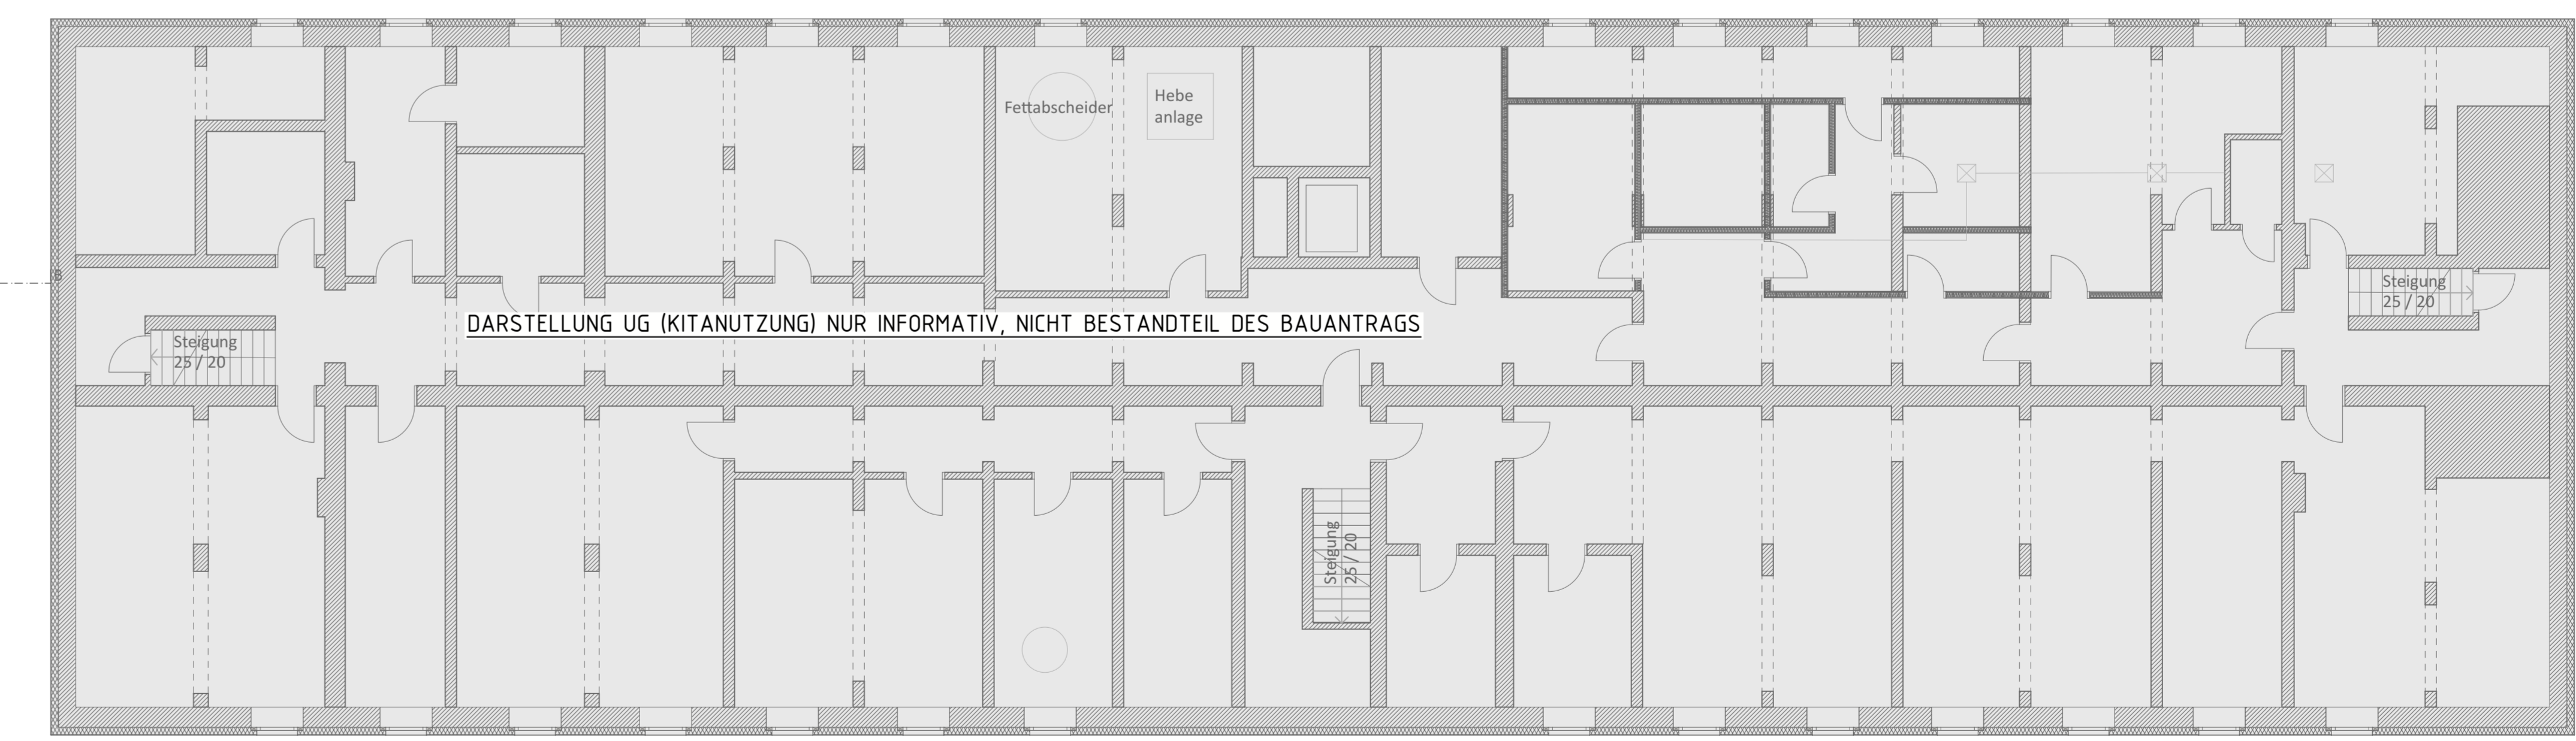 Fettabscheider
Hebe
anlage
Steigung
25 / 20
DARSTELLUNG UG (KITANUTZUNG) NUR INFORMATIV, NICHT BESTANDTEIL DES BAUANTRAGS
Steigung
25 / 20
Steigung
25 / 20